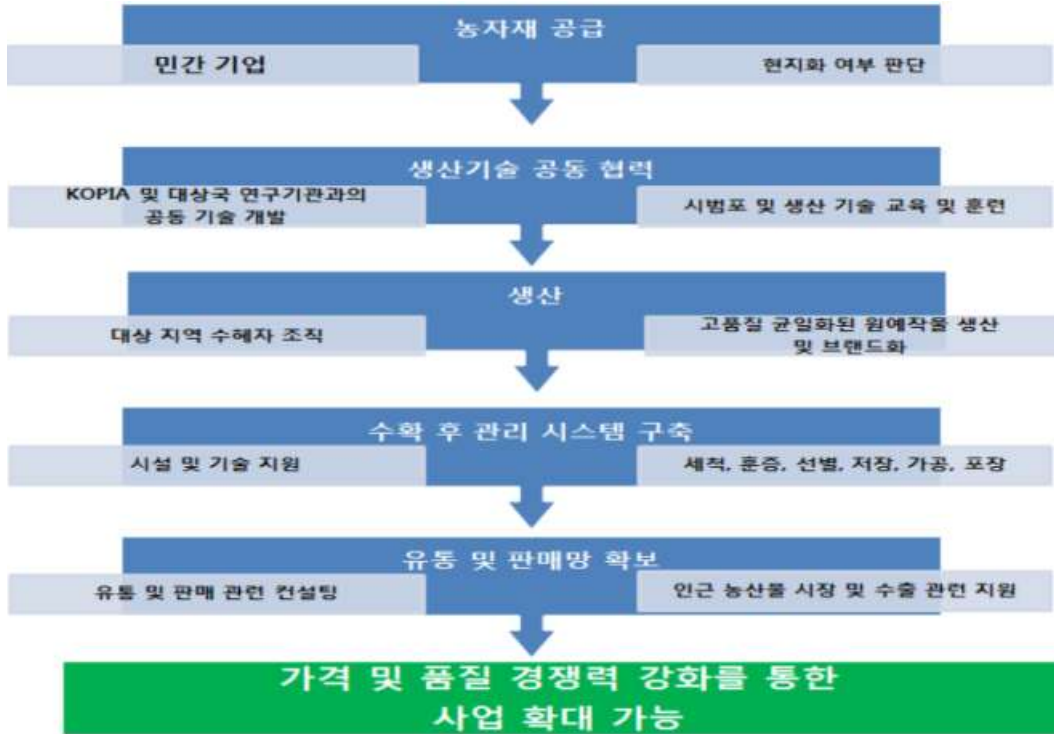 농자재 공급
민간 기업
현지화 여부 판단
생산기술 공동 협력
KOPIA 및 대상국 연구기관과의
공동 기술 개발
시범포 및 생산 기술 교육 및 훈련
생산
대상 지역 수혜자 조직
고품질 균일화된 원예작물 생산
및 브랜드화
수확 후 관리 시스템 구축
시설 및 기술 지원
세척, 훈증, 선별, 저장, 가공, 포장
유통 및 판매망 확보
유통 및 판매 관련 컨설팅
인근 농산물 시장 및 수출 관련 지원
가격 및 품질 경쟁력 강화를 통한
사업 확대 가능